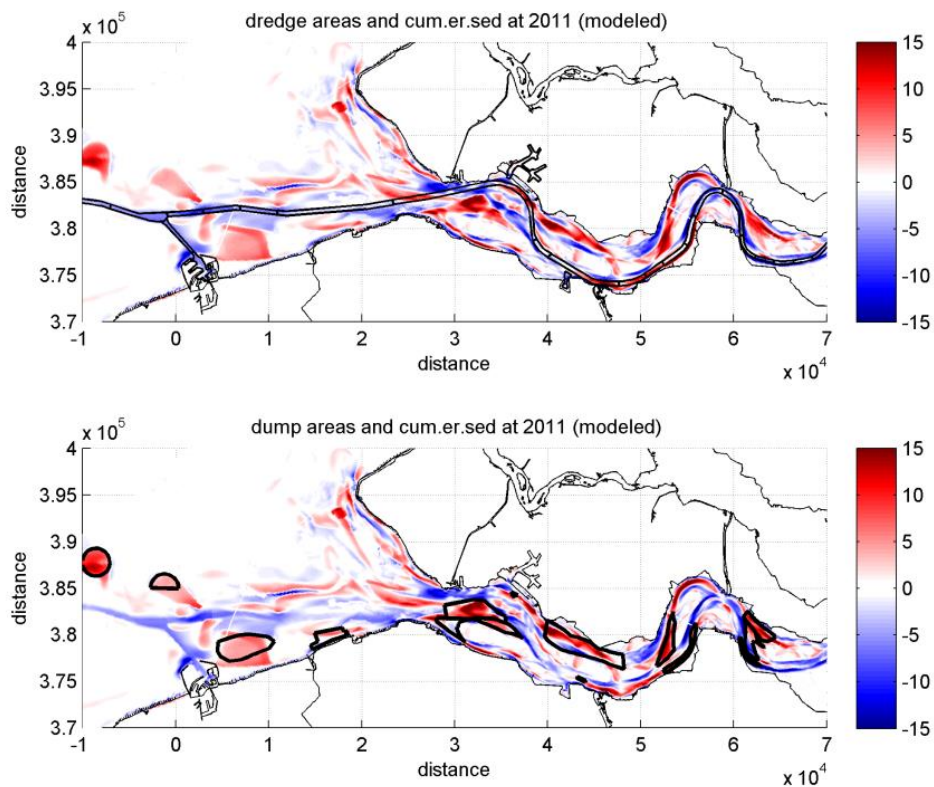 dredge areas and cum.er.sed at 2011 (modeled)
x 10^5
4
3.95
3.9
3.85
3.8
3.75
3.7
distance
-1 0 1 2 3 4 5 6 7
distance
x 10^4
15
10
5
0
-5
-10
-15
dump areas and cum.er.sed at 2011 (modeled)
x 10^5
4
3.95
3.9
3.85
3.8
3.75
3.7
distance
-1 0 1 2 3 4 5 6 7
distance
x 10^4
15
10
5
0
-5
-10
-15